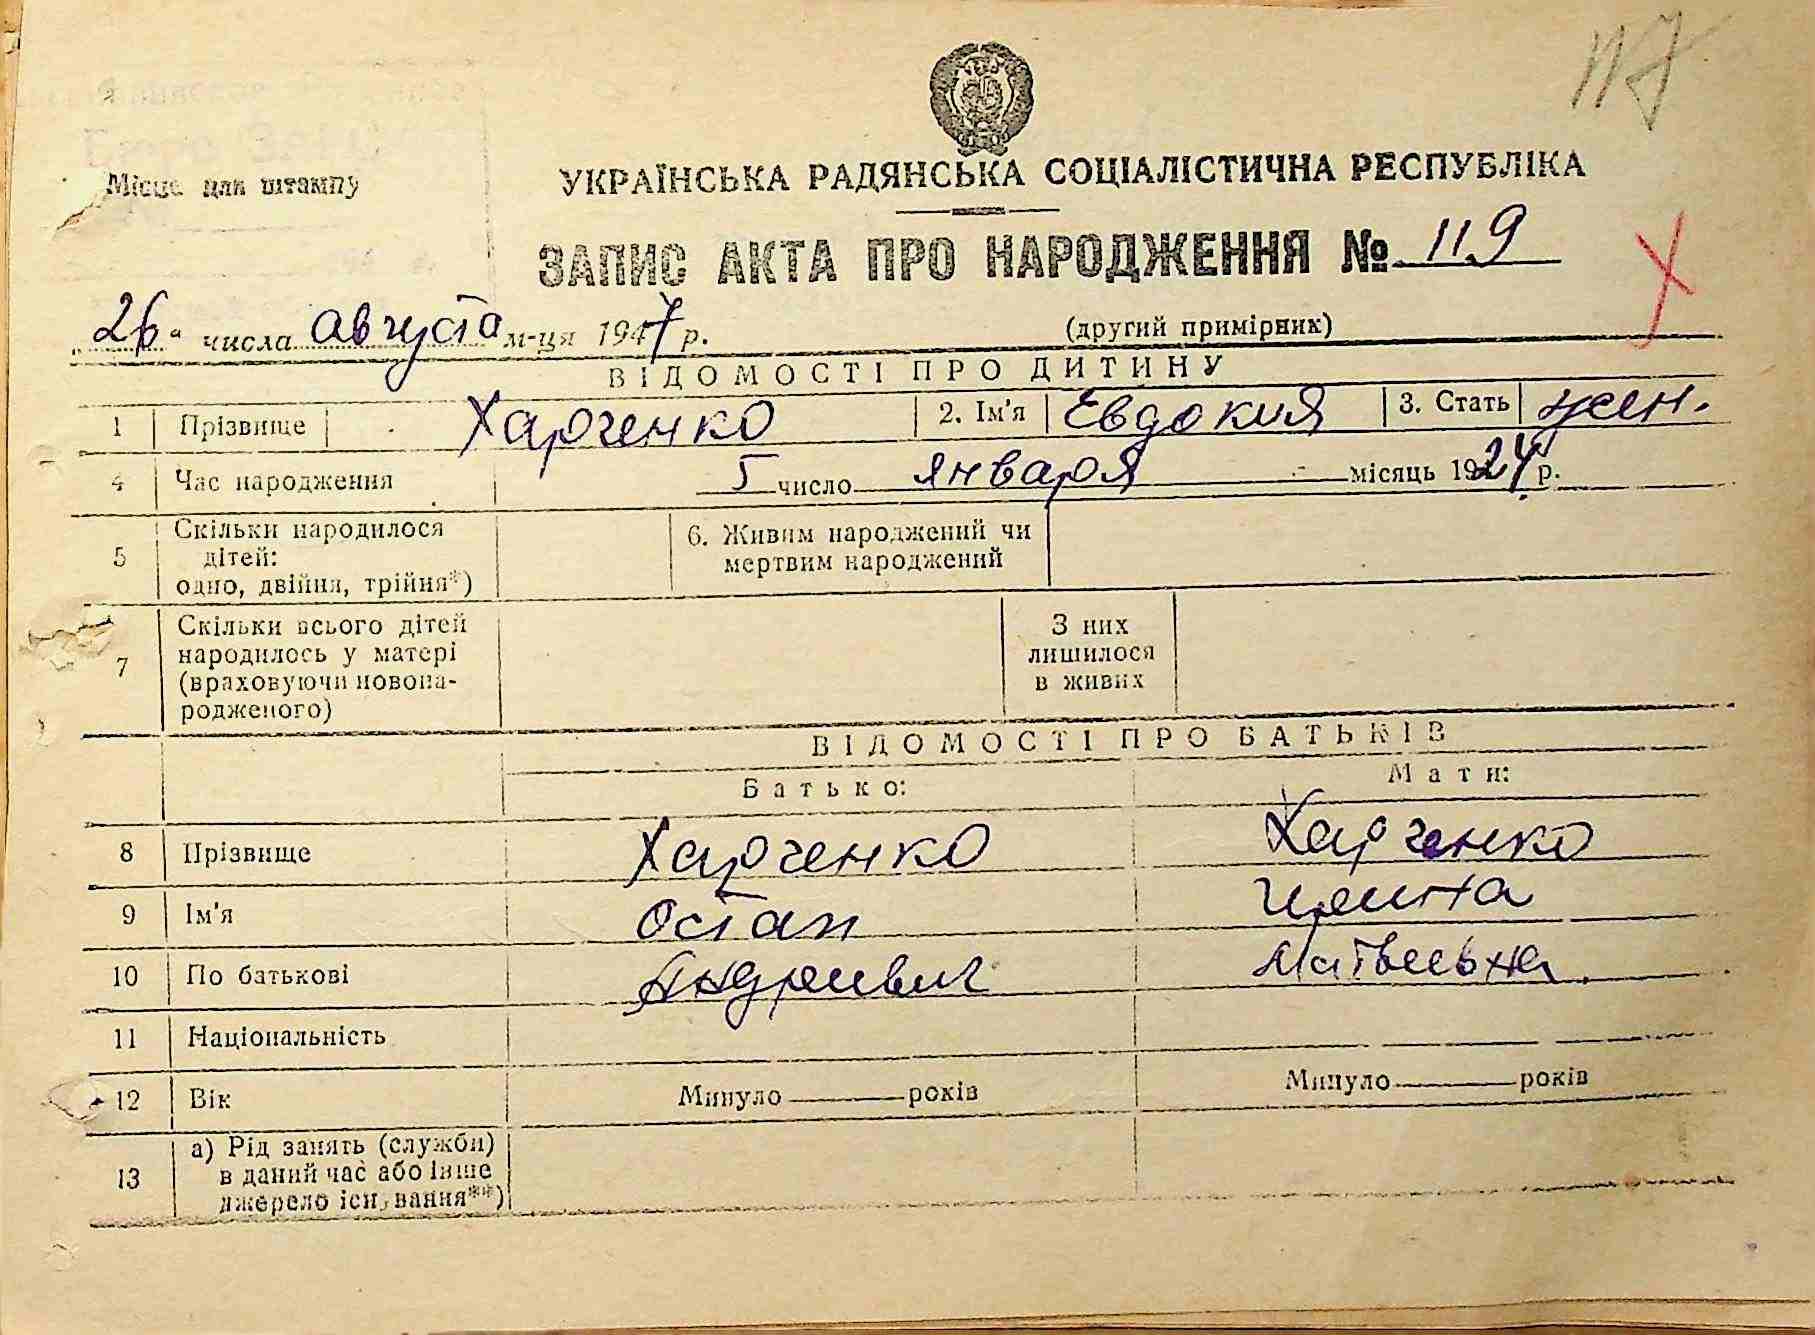 117
Місце для штампу
УКРАЇНСЬКА РАДЯНСЬКА СОЦІАЛІСТИЧНА РЕСПУБЛІКА
ЗАПИС АКТА ПРО НАРОДЖЕННЯ № 119
„26“ числа августа м-ця 1947 р. (другий примірник)
ВІДОМОСТІ ПРО ДИТИНУ
1 Прізвище Харченко 2. Ім'я Евдокия 3. Стать жен.
4 Час народження 5 число января місяць 1924 р.
5 Скільки народилося
дітей:
одно, двійня, трійня*)
6. Живим народжений чи
мертвим народжений
7 Скільки всього дітей
народилось у матері
(враховуючи новона-
родженого)
З них
лишилося
в живих
ВІДОМОСТІ ПРО БАТЬКІВ
Батько: Мати:
8 Прізвище Харченко Харченко
9 Ім'я Остап Ирина
10 По батькові Андреевич Матвеевна
11 Національність
12 Вік Минуло років Минуло років
13 а) Рід занять (служби)
в даний час або інше
джерело існування**)